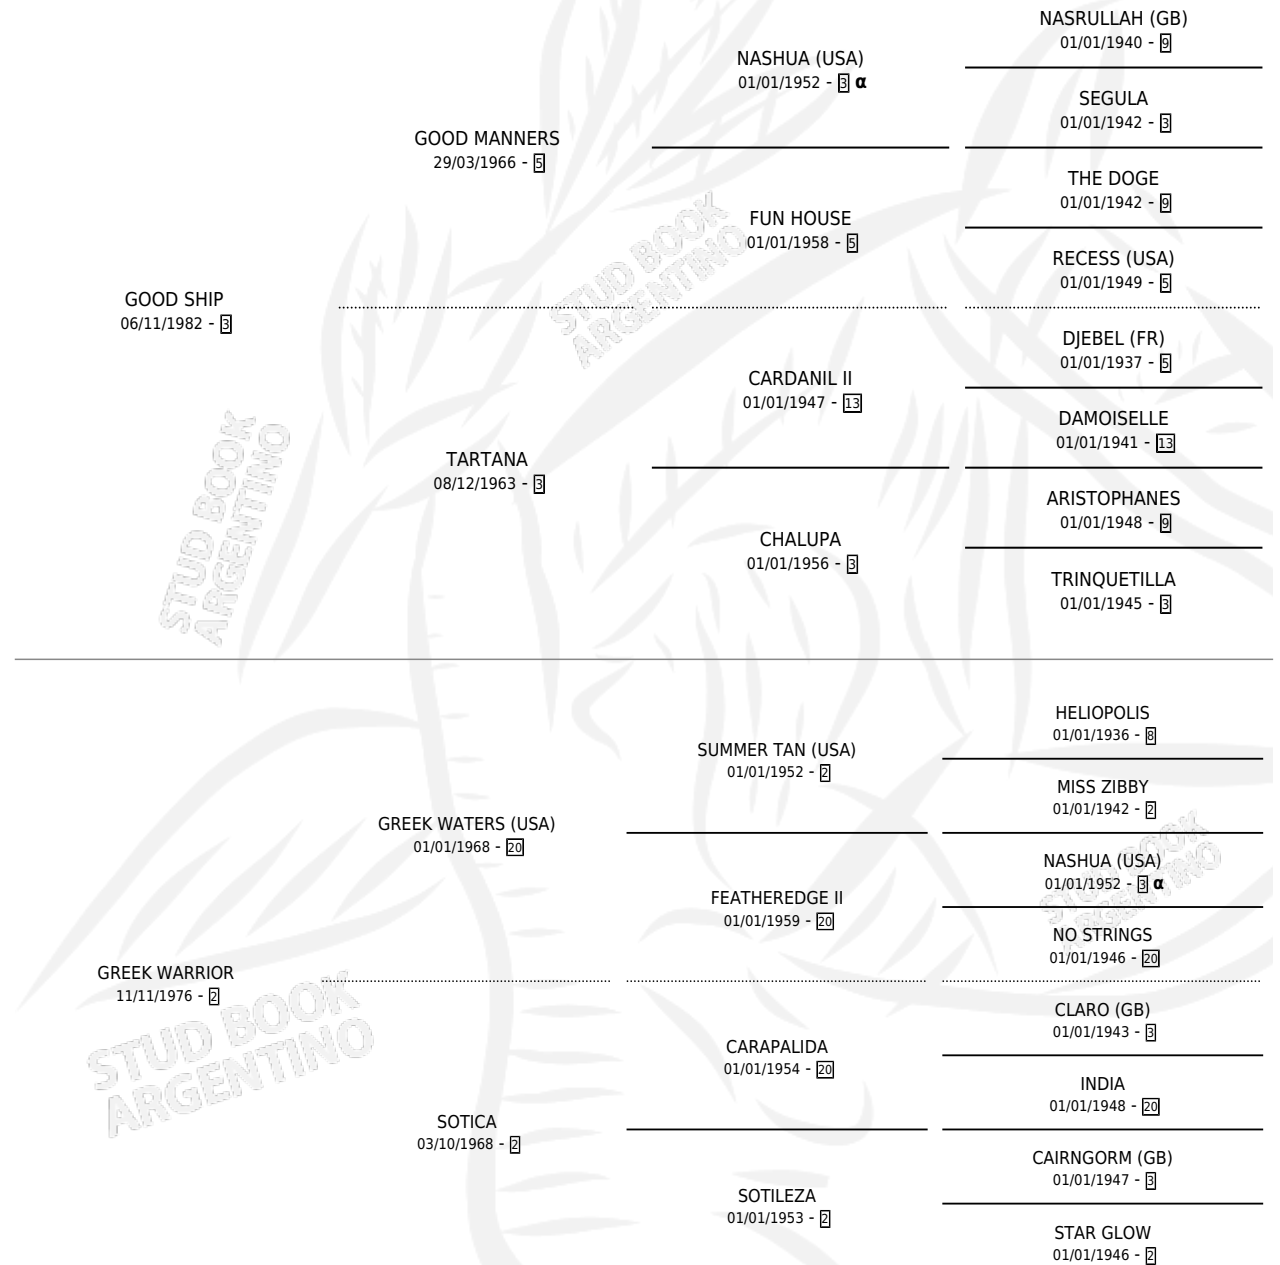 NASRULLAH (GB)
01/01/1940 - 9
NASHUA (USA)
01/01/1952 - 3 α
SEGULA
01/01/1942 - 3
GOOD MANNERS
29/03/1966 - 5
THE DOGE
01/01/1942 - 9
FUN HOUSE
01/01/1958 - 5
RECESS (USA)
01/01/1949 - 5
GOOD SHIP
06/11/1982 - 3
DJEBEL (FR)
01/01/1937 - 5
CARDANIL II
01/01/1947 - 13
DAMOISELLE
01/01/1941 - 13
TARTANA
08/12/1963 - 3
ARISTOPHANES
01/01/1948 - 9
CHALUPA
01/01/1956 - 3
TRINQUETILLA
01/01/1945 - 3
HELIOPOLIS
01/01/1936 - 8
SUMMER TAN (USA)
01/01/1952 - 2
MISS ZIBBY
01/01/1942 - 2
GREEK WATERS (USA)
01/01/1968 - 20
NASHUA (USA)
01/01/1952 - 3 α
FEATHEREDGE II
01/01/1959 - 20
NO STRINGS
01/01/1946 - 20
GREEK WARRIOR
11/11/1976 - 2
CLARO (GB)
01/01/1943 - 3
CARAPALIDA
01/01/1954 - 20
INDIA
01/01/1948 - 20
SOTICA
03/10/1968 - 2
CAIRNGORM (GB)
01/01/1947 - 3
SOTILEZA
01/01/1953 - 2
STAR GLOW
01/01/1946 - 2
STUD BOOK
ARGENTINO
STUD BOOK
ARGENTINO
STUD BOOK
ARGENTINO
STUD BOOK
ARGENTINO